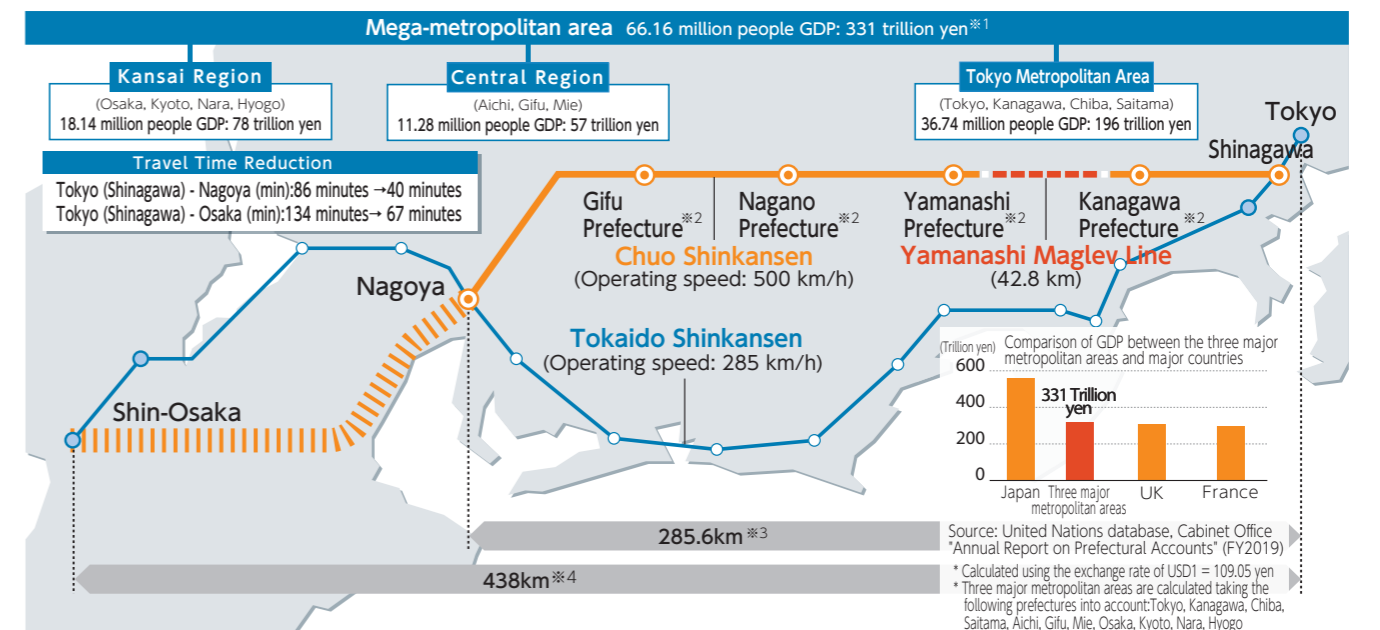 Mega-metropolitan area 66.16 million people GDP: 331 trillion yen※1
Kansai Region
(Osaka, Kyoto, Nara, Hyogo)
18.14 million people GDP: 78 trillion yen
Central Region
(Aichi, Gifu, Mie)
11.28 million people GDP: 57 trillion yen
Tokyo Metropolitan Area
(Tokyo, Kanagawa, Chiba, Saitama)
36.74 million people GDP: 196 trillion yen
Tokyo
Shinagawa
Travel Time Reduction
Tokyo (Shinagawa) - Nagoya (min):86 minutes →40 minutes
Tokyo (Shinagawa) - Osaka (min):134 minutes→ 67 minutes
Gifu
Prefecture※2
Nagano
Prefecture※2
Yamanashi
Prefecture※2
Kanagawa
Prefecture※2
Chuo Shinkansen
(Operating speed: 500 km/h)
Yamanashi Maglev Line
(42.8 km)
Nagoya
Tokaido Shinkansen
(Operating speed: 285 km/h)
Shin-Osaka
(Trillion yen)
Comparison of GDP between the three major
metropolitan areas and major countries
600
400
200
0
331 Trillion
yen
Japan
Three major
metropolitan areas
UK
France
285.6km※3
438km※4
Source: United Nations database, Cabinet Office
"Annual Report on Prefectural Accounts" (FY2019)
* Calculated using the exchange rate of USD1 = 109.05 yen
* Three major metropolitan areas are calculated taking the
following prefectures into account:Tokyo, Kanagawa, Chiba,
Saitama, Aichi, Gifu, Mie, Osaka, Kyoto, Nara, Hyogo